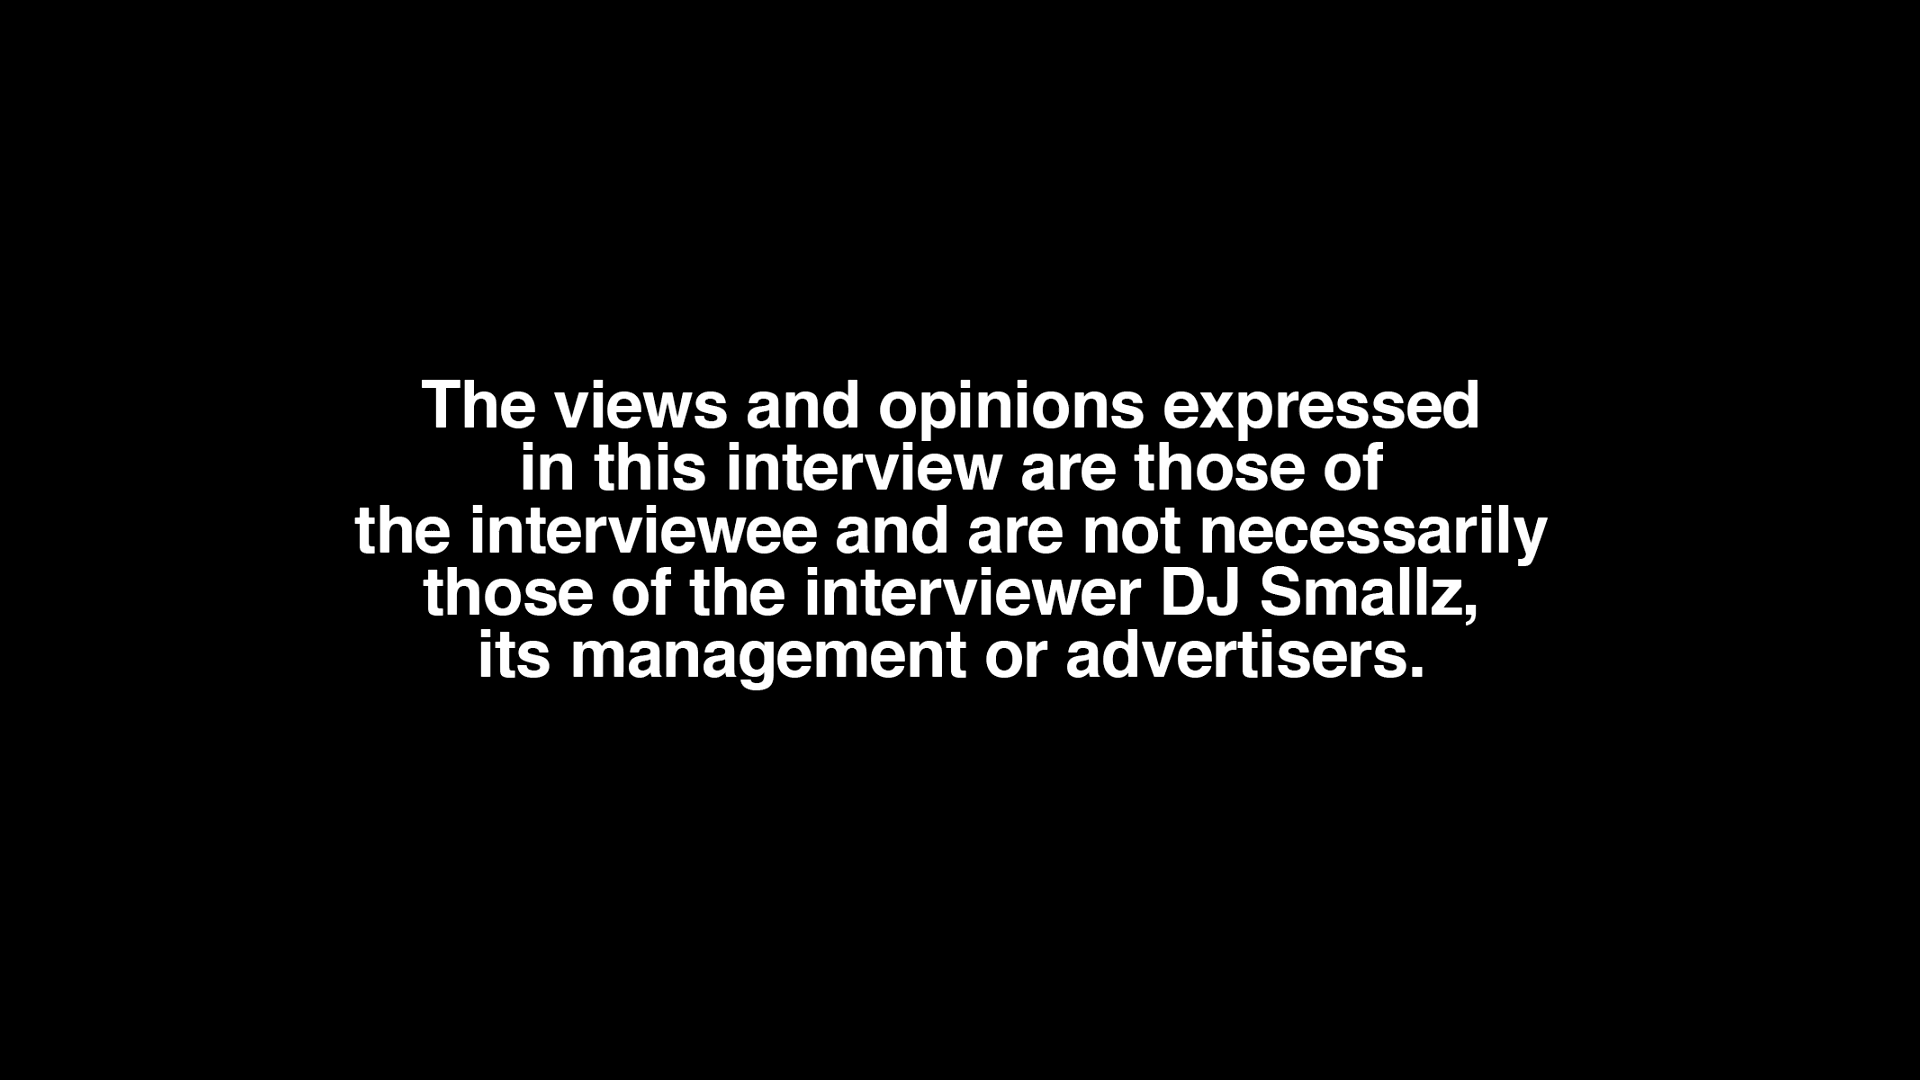 The views and opinions expressed
in this interview are those of
the interviewee and are not necessarily
those of the interviewer DJ Smallz,
its management or advertisers.